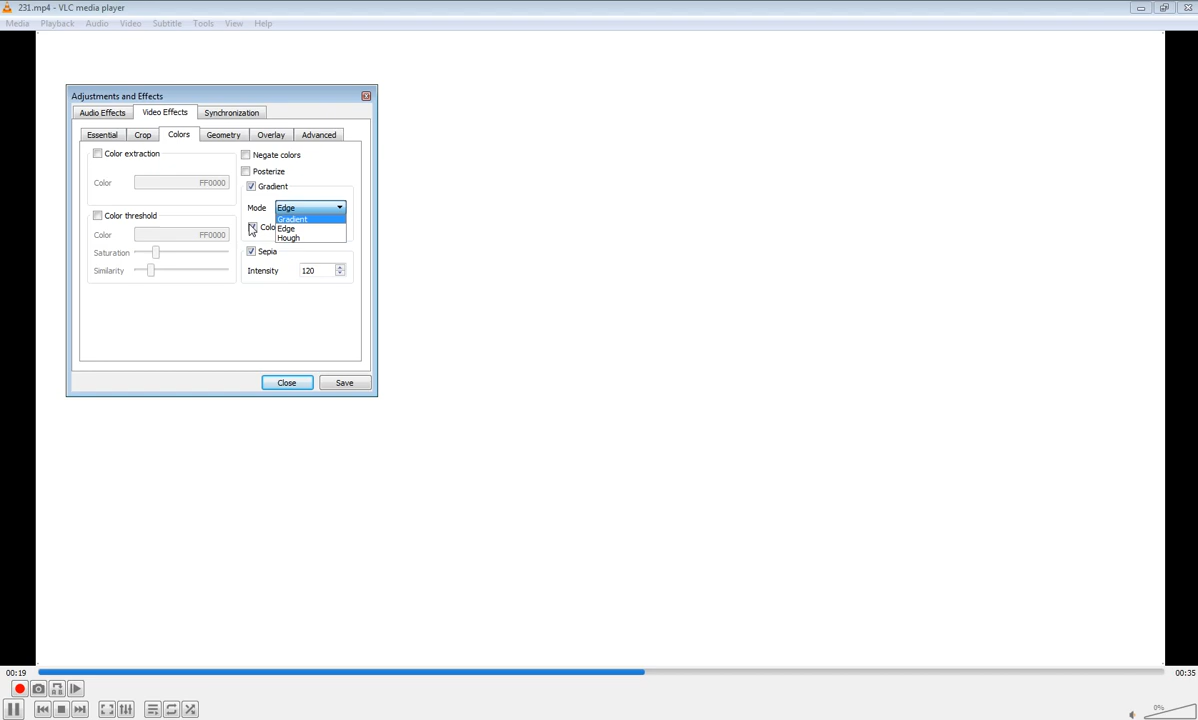 231.mp4 - VLC media player
Media Playback Audio Video Subtitle Tools View Help
Adjustments and Effects
Audio Effects Video Effects Synchronization
Essential Crop Colors Geometry Overlay Advanced
Color extraction
Color FF0000
Color threshold
Color FF0000
Saturation
Similarity
Negate colors
Posterize
Gradient
Mode Edge
Gradient
Edge
Hough
Colo
Sepia
Intensity 120
Close Save
00:19 00:35
0%